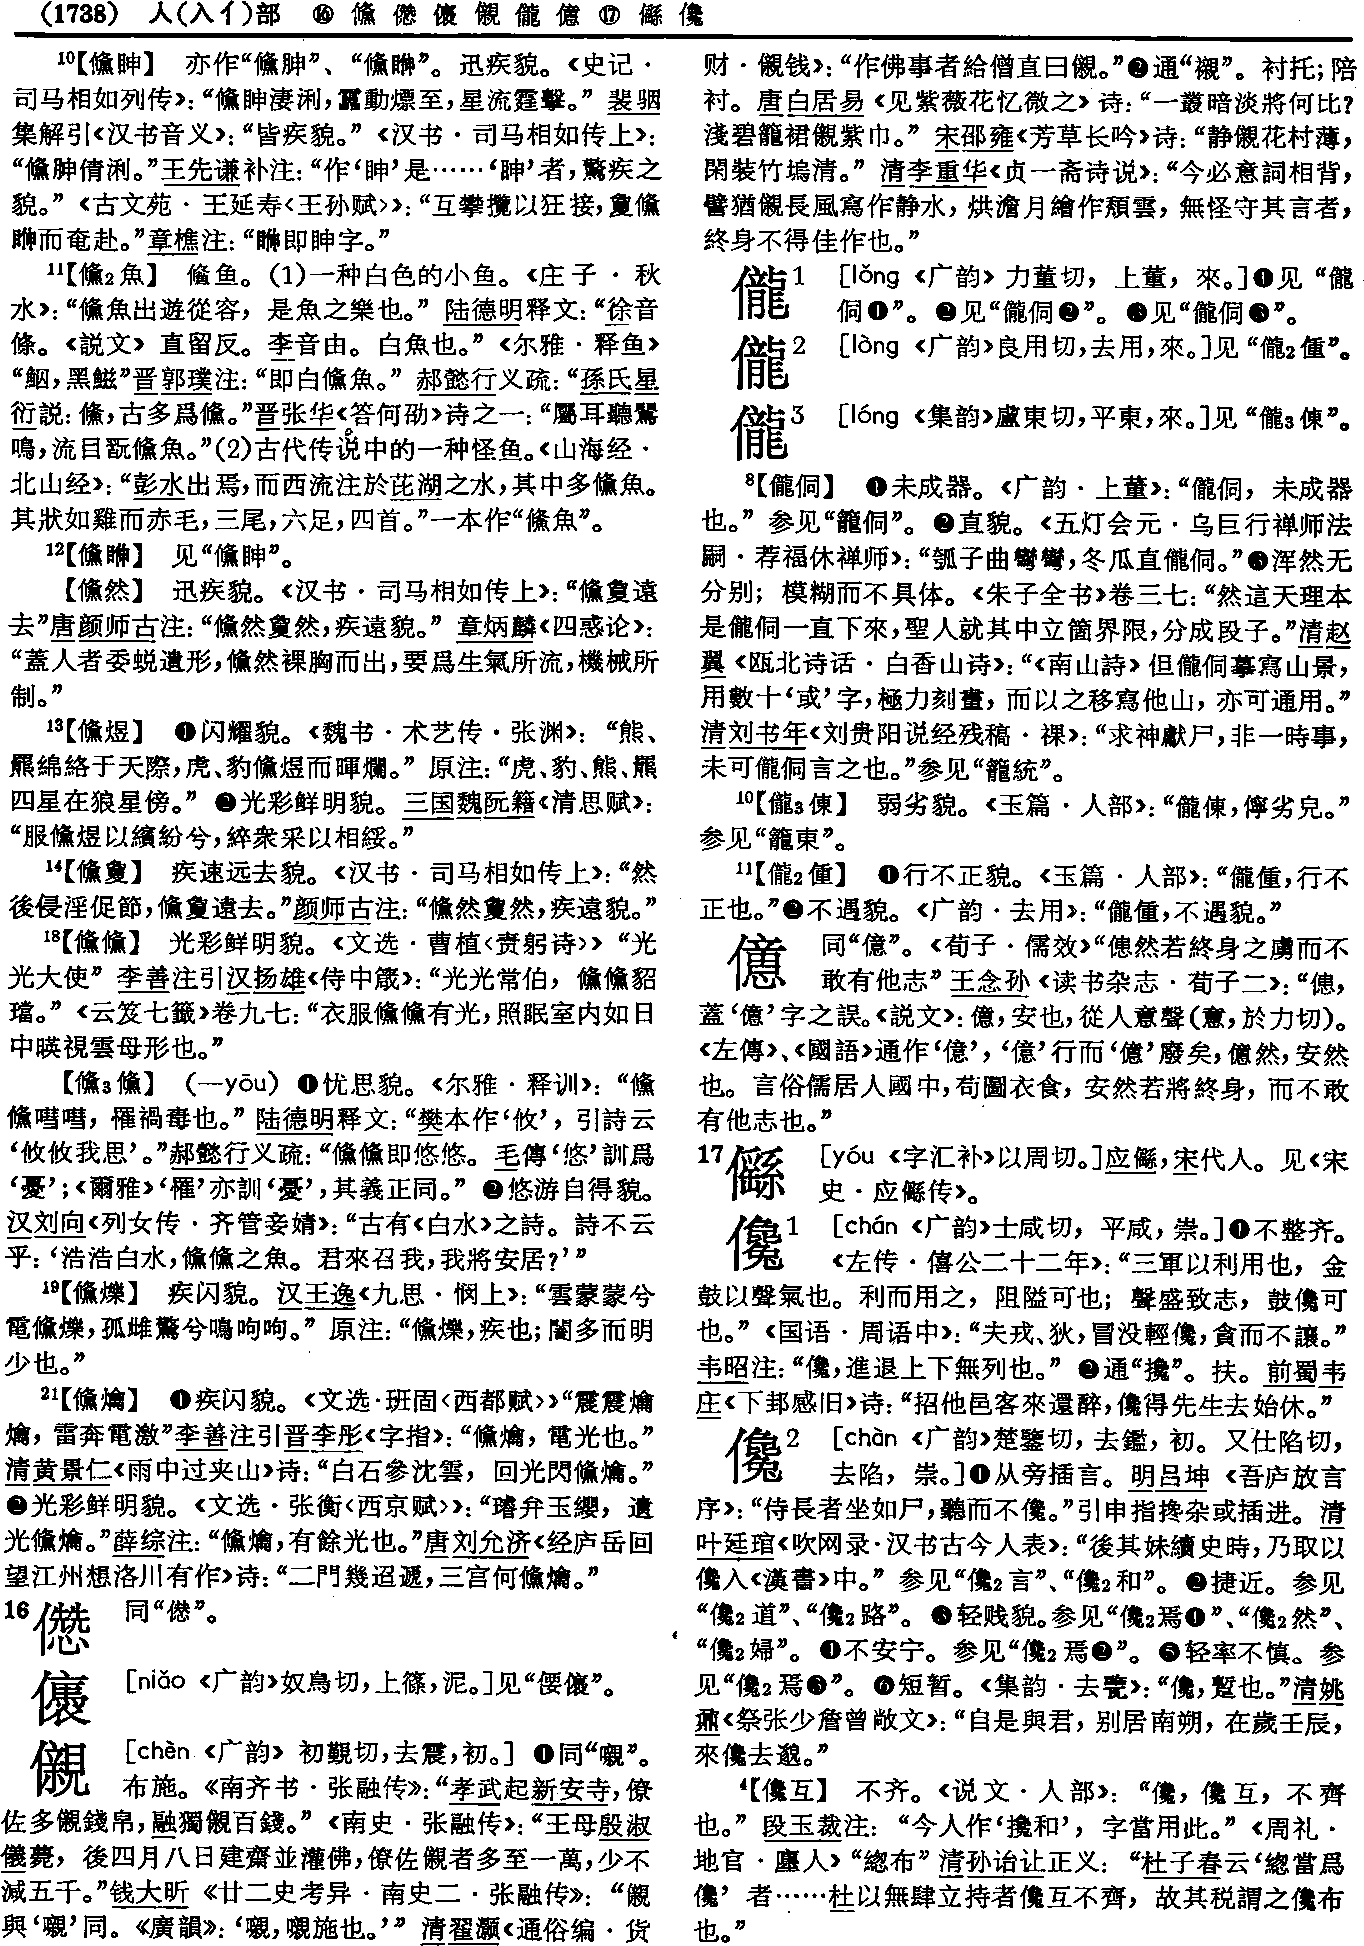 (1738) 人(入亻)部 ⓰ 儵 僽 儴 儭 儱 億 ⓱ 繇 儳
10【儵眒】 亦作“儵胂”、“儵𥆧”。迅疾貌。《史记·
司马相如列传》：“儵眒淒浰，靁動熛至，星流霆擊。” 裴骃
集解引《汉书音义》：“皆疾貌。” 《汉书·司马相如传上》：
“儵胂倩浰。”王先谦补注：“作‘眒’是……‘眒’者，驚疾之
貌。” 《古文苑·王延寿〈王孙赋〉》：“互攀攬以狂接，夐儵
而奄赴。”章樵注：“即眒字。”
11【儵2魚】 鯈鱼。(1)一种白色的小鱼。《庄子·秋
水》：“儵魚出遊從容，是魚之樂也。” 陆德明释文：“徐音
條。《説文》 直留反。李音由。白魚也。” 《尔雅·释鱼》
“鮂，黑鰦”晋郭璞注：“即白儵魚。” 郝懿行义疏：“孫氏星
衍説：鯈，古多爲儵。”晋张华《答何劭》诗之一：“屬耳聽鶯
鳴，流目翫儵魚。”(2)古代传说中的一种怪鱼。《山海经·
北山经》：“彭水出焉，而西流注於芘湖之水，其中多儵魚。
其狀如雞而赤毛，三尾，六足，四首。”一本作“鯈魚”。
12【儵】 见“儵眒”。
【儵然】 迅疾貌。《汉书·司马相如传上》：“儵夐遠
去”唐颜师古注：“儵然夐然，疾遠貌。” 章炳麟《四惑论》：
“蓋人者委蜕遺形，儵然裸胸而出，要爲生氣所流，機械所
制。”
13【儵煜】 ❶闪耀貌。《魏书·术艺传·张渊》： “熊、
羆綿絡于天際，虎、豹儵煜而暉爛。” 原注：“虎、豹、熊、羆
四星在狼星傍。” ❷光彩鲜明貌。三国魏阮籍《清思赋》：
“服儵煜以繽紛兮，綷衆采以相綏。”
14【儵夐】 疾速远去貌。《汉书·司马相如传上》：“然
後侵淫促節，儵夐遠去。”颜师古注：“儵然夐然，疾遠貌。”
18【儵儵】 光彩鲜明貌。《文选·曹植〈责躬诗〉》 “光
光大使” 李善注引汉扬雄《侍中箴》：“光光常伯，儵儵貂
璫。” 《云笈七籤》卷九七：“衣服儵儵有光，照眠室内如日
中暎視雲母形也。”
【儵3儵】 (—yōu) ❶忧思貌。《尔雅·释训》：“儵
儵嘒嘒，罹禍毒也。” 陆德明释文：“樊本作‘攸’，引詩云
‘攸攸我思’。”郝懿行义疏：“儵儵即悠悠。毛傳‘悠’訓爲
‘憂’；《爾雅》‘罹’亦訓‘憂’，其義正同。” ❷悠游自得貌。
汉刘向《列女传·齐管妾婧》：“古有《白水》之詩。詩不云
乎：‘浩浩白水，儵儵之魚。君來召我，我將安居？’”
19【儵爍】 疾闪貌。汉王逸《九思·悯上》：“雲蒙蒙兮
電儵爍，孤雌驚兮鳴呴呴。” 原注：“儵爍，疾也；闇多而明
少也。”
21【儵爚】 ❶疾闪貌。《文选·班固〈西都赋〉》“震震爚
爚，雷奔電激”李善注引晋李彤《字指》：“儵爚，電光也。”
清黄景仁《雨中过夹山》诗：“白石參沈雲，回光閃儵爚。”
❷光彩鲜明貌。《文选·张衡〈西京赋〉》：“璿弁玉纓，遺
光儵爚。”薛综注：“儵爚，有餘光也。”唐刘允济《经庐岳回
望江州想洛川有作》诗：“二門幾迢遞，三宫何儵爚。”
16 同“”。
儴 [niǎo 《广韵》奴鳥切，上篠，泥。]见“偠”。
儭 [chèn 《广韵》 初覲切，去震，初。] ❶同“嚫”。
布施。《南齐书·张融传》：“孝武起新安寺，僚
佐多儭錢帛，融獨儭百錢。” 《南史·张融传》：“王母殷淑
儀薨，後四月八日建齋並灌佛，僚佐儭者多至一萬，少不
減五千。”钱大昕 《廿二史考异·南史二·张融传》：“儭
與‘嚫’同。《廣韻》：‘嚫，嚫施也。’” 清翟灏《通俗编·货
财·儭钱》：“作佛事者給僧直曰儭。”❷通“襯”。衬托；陪
衬。唐白居易 《见紫薇花忆微之》 诗：“一叢暗淡將何比？
淺碧籠裙儭紫巾。” 宋邵雍《芳草长吟》诗：“静儭花村薄，
閑裝竹塢清。” 清李重华《贞一斋诗说》：“今必意詞相背，
譬猶儭長風寫作静水，烘澹月繪作頹雲，無怪守其言者，
終身不得佳作也。”
儱1 [lǒng 《广韵》 力董切，上董，來。]❶见 “儱
侗❶”。❷见“儱侗❷”。❸见“儱侗❸”。
儱2 [lòng 《广韵》良用切，去用，來。]见“儱2偅”。
儱3 [lóng 《集韵》盧東切，平東，來。]见“儱3倲”。
8【儱侗】 ❶未成器。《广韵·上董》：“儱侗，未成器
也。” 参见“籠侗”。❷直貌。《五灯会元·乌巨行禅师法
嗣·荐福休禅师》：“瓠子曲彎彎，冬瓜直儱侗。”❸浑然无
分别；模糊而不具体。《朱子全书》卷三七：“然這天理本
是儱侗一直下來，聖人就其中立箇界限，分成段子。”清赵
翼 《瓯北诗话·白香山诗》：“《南山詩》但儱侗摹寫山景，
用數十‘或’字，極力刻畫，而以之移寫他山，亦可通用。”
清刘书年《刘贵阳说经残稿·祼》：“求神獻尸，非一時事，
未可儱侗言之也。”参见“籠統”。
10【儱3倲】 弱劣貌。《玉篇·人部》：“儱倲，儜劣皃。”
参见“籠東”。
11【儱2偅】 ❶行不正貌。《玉篇·人部》：“儱偅，行不
正也。”❷不遇貌。《广韵·去用》：“儱偅，不遇貌。”
同“億”。《荀子·儒效》“億然若終身之虜而不
敢有他志” 王念孙 《读书杂志·荀子二》：“億，
蓋‘億’字之誤。《説文》：億，安也，從人意聲(意，於力切)。
《左傳》、《國語》通作‘億’，‘億’行而‘億’廢矣，億然，安然
也。言俗儒居人國中，苟圖衣食，安然若將終身，而不敢
有他志也。”
17 [yóu 《字汇补》以周切。]应，宋代人。见《宋
史·应传》。
儳1 [chán 《广韵》士咸切，平咸，崇。]❶不整齐。
《左传·僖公二十二年》：“三軍以利用也，金
鼓以聲氣也。利而用之，阻隘可也；聲盛致志，鼓儳可
也。” 《国语·周语中》：“夫戎、狄，冒没輕儳，貪而不讓。”
韦昭注：“儳，進退上下無列也。” ❷通“攙”。扶。前蜀韦
庄《下邽感旧》诗：“招他邑客來還醉，儳得先生去始休。”
儳2 [chàn 《广韵》楚鑒切，去鑑，初。又仕陷切，
去陷，崇。]❶从旁插言。明吕坤 《吾庐放言
序》：“侍長者坐如尸，聽而不儳。”引申指搀杂或插进。清
叶廷琯《吹网录·汉书古今人表》：“後其妹續史時，乃取以
儳入《漢書》中。” 参见“儳2言”、“儳2和”。❷捷近。参见
“儳2道”、“儳2路”。❸轻贱貌。参见“儳2焉❶”、“儳2然”、
“儳2婦”。❹不安宁。参见“儳2焉❷”。❺轻率不慎。参
见“儳2焉❸”。❻短暂。《集韵·去覽》：“儳，暫也。”清姚
鼐《祭张少詹曾敞文》：“自是與君，别居南朔，在歲壬辰，
來儳去邈。”
4【儳互】 不齐。《说文·人部》：“儳，儳互，不齊
也。” 段玉裁注：“今人作‘攙和’，字當用此。” 《周礼·
地官·廛人》“緫布” 清孙诒让正义：“杜子春云‘緫當爲
儳’者……杜以無肆立持者儳互不齊，故其税謂之儳布
也。”